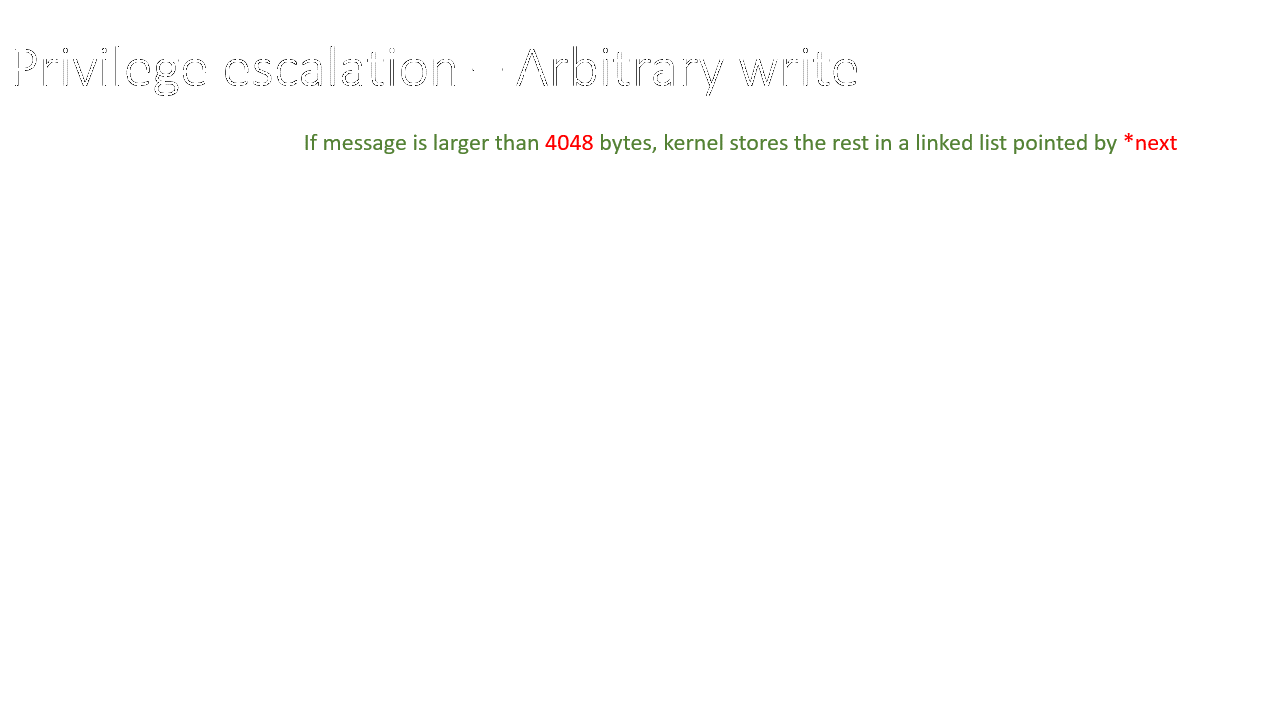 Privilege escalation – Arbitrary write
If message is larger than 4048 bytes, kernel stores the rest in a linked list pointed by *next